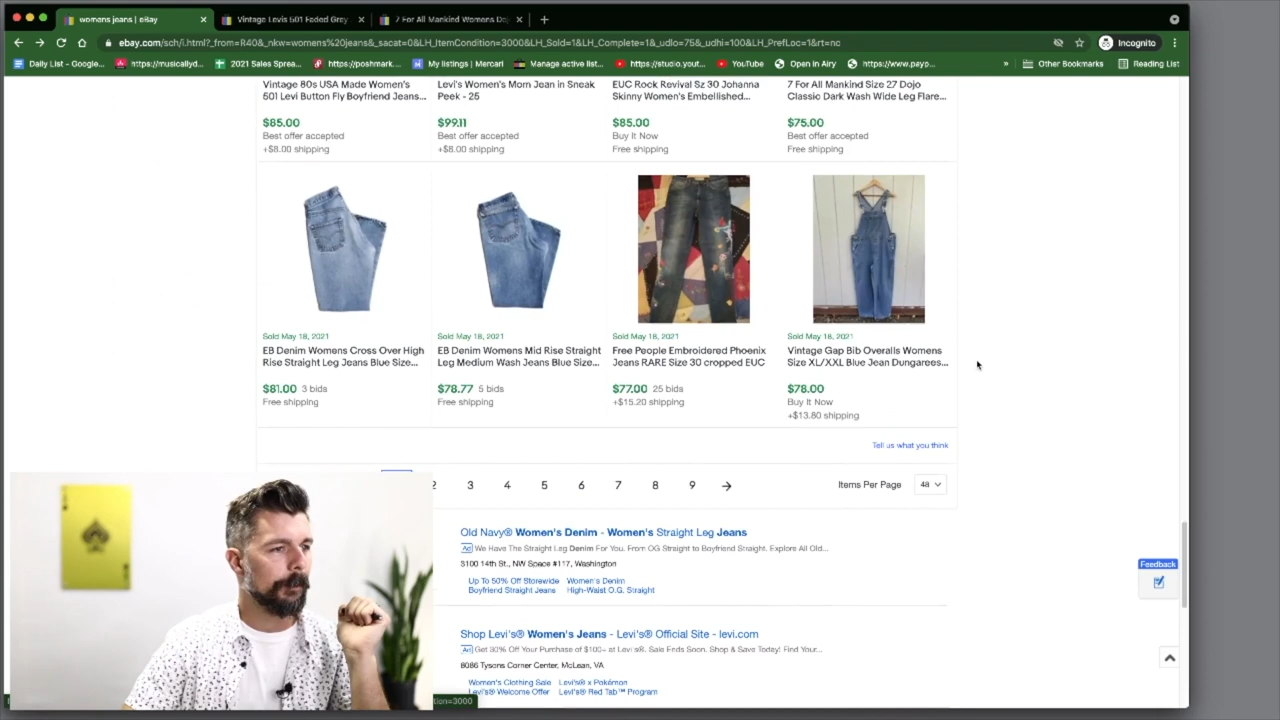 womens jeans | eBay
Vintage Levis 501 Faded Gray
7 For All Mankind Womens Do
ebay.com/sch/i.html?_from=R40&_nkw=womens%20jeans&_sacat=0&LH_ItemCondition=3000&LH_Sold=1&LH_Complete=1&_udlo=75&_udhi=100&LH_PrefLoc=1&rt=nc
Incognito
Daily List - Google...
https://musicallyd...
2021 Sales Sprea...
https://poshmark....
My listings | Mercari
Manage active list...
https://studio.yout...
YouTube
Open in Airy
https://www.payp...
»
Other Bookmarks
Reading List
Vintage 80s USA Made Women's
501 Levi Button Fly Boyfriend Jeans...
$85.00
Best offer accepted
+$8.00 shipping
Levi's Women's Mom Jean in Sneak
Peek - 25
$99.11
Best offer accepted
+$8.00 shipping
EUC Rock Revival Sz 30 Johanna
Skinny Women's Embellished...
$85.00
Buy It Now
Free shipping
7 For All Mankind Size 27 Dojo
Classic Dark Wash Wide Leg Flare...
$75.00
Best offer accepted
Free shipping
Sold May 18, 2021
EB Denim Womens Cross Over High
Rise Straight Leg Jeans Blue Size...
$81.00 3 bids
Free shipping
Sold May 18, 2021
EB Denim Womens Mid Rise Straight
Leg Medium Wash Jeans Blue Size...
$78.77 5 bids
Free shipping
Sold May 18, 2021
Free People Embroidered Phoenix
Jeans RARE Size 30 cropped EUC
$77.00 25 bids
+$15.20 shipping
Sold May 18, 2021
Vintage Gap Bib Overalls Womens
Size XL/XXL Blue Jean Dungarees...
$78.00
Buy It Now
+$13.80 shipping
Tell us what you think
2 3 4 5 6 7 8 9 →
Items Per Page 48
Old Navy® Women's Denim - Women's Straight Leg Jeans
Ad We Have The Straight Leg Denim For You. From OG Straight to Boyfriend Straight. Explore All Old...
3100 14th St., NW Space #117, Washington
Up To 50% Off Storewide Women's Denim
Boyfriend Straight Jeans High-Waist O.G. Straight
Feedback
Shop Levi's® Women's Jeans - Levi's® Official Site - levi.com
Ad Get 30% Off Your Purchase of $100+ at Levi's®. Sale Ends Soon. Shop & Save Today! Find Your...
8086 Tysons Corner Center, McLean, VA
Women's Clothing Sale Levi's® x Pokémon
Levi's® Welcome Offer Levi's® Red Tab™ Program
tion=3000